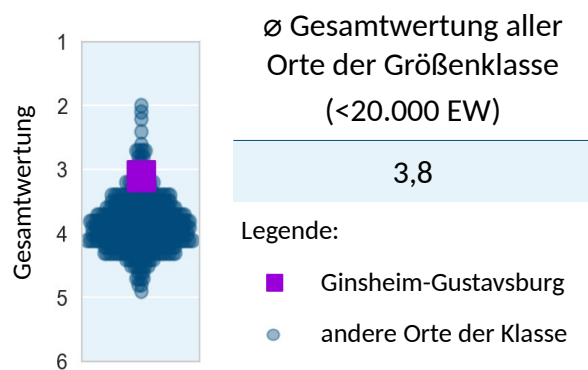 Gesamtwertung
1
2
3
4
5
6
⌀ Gesamtwertung aller
Orte der Größenklasse
(<20.000 EW)
3,8
Legende:
Ginsheim-Gustavsburg
andere Orte der Klasse